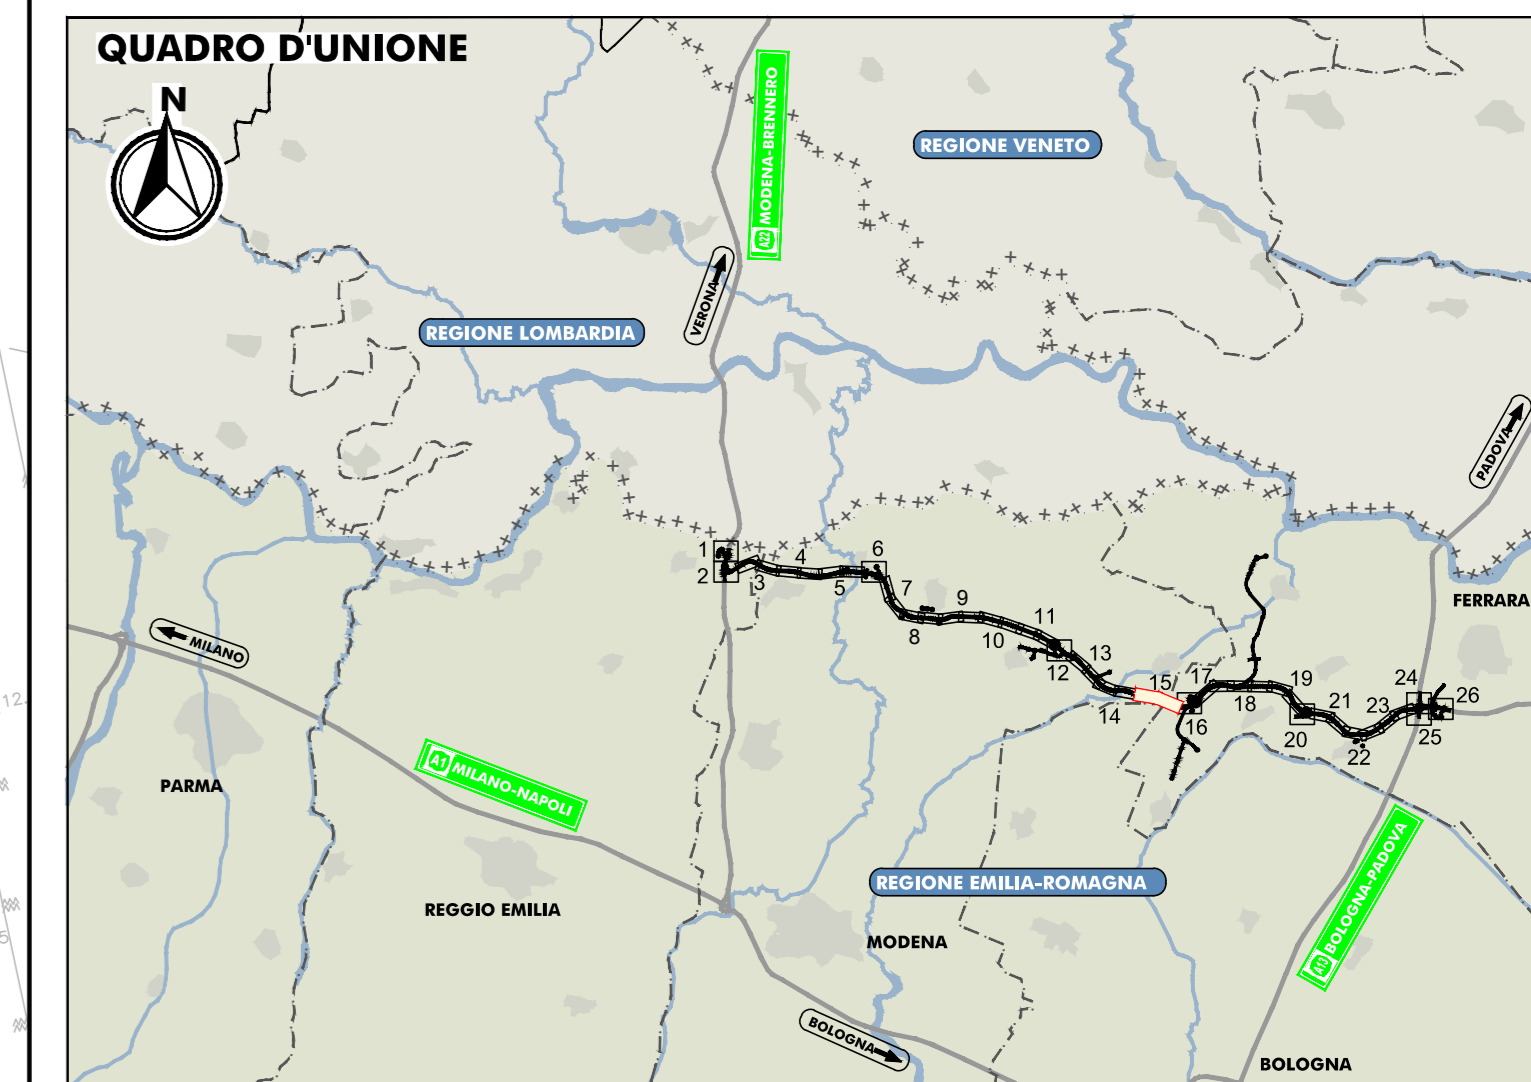 QUADRO D'UNIONE
N
A22 MODENA-BRENNERO
REGIONE VENETO
VERONA
REGIONE LOMBARDIA
PADOVA
1
2
3
4
5
6
7
8
9
10
11
12
13
14
15
16
17
18
19
20
21
22
23
24
25
26
FERRARA
MILANO
12.
PARMA
A1 MILANO-NAPOLI
REGIONE EMILIA-ROMAGNA
A13 BOLOGNA-PADOVA
REGGIO EMILIA
MODENA
5
BOLOGNA
BOLOGNA